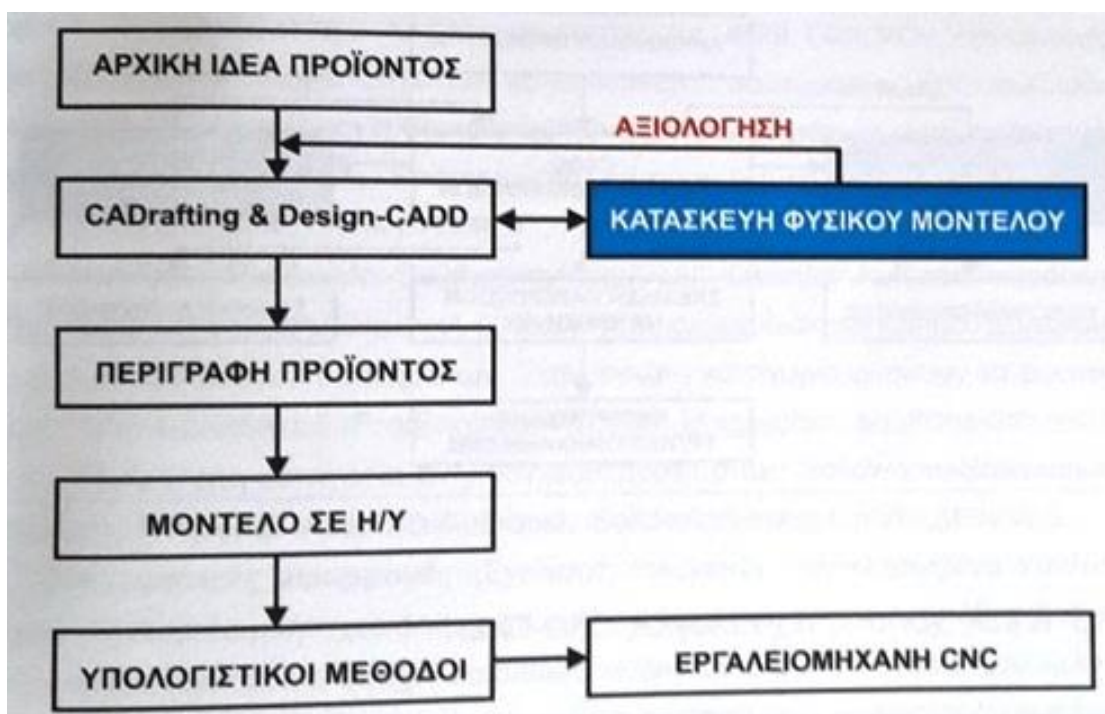 ΑΡΧΙΚΗ ΙΔΕΑ ΠΡΟΪΟΝΤΟΣ
ΑΞΙΟΛΟΓΗΣΗ
CADrafting & Design-CADD
ΚΑΤΑΣΚΕΥΗ ΦΥΣΙΚΟΥ ΜΟΝΤΕΛΟΥ
ΠΕΡΙΓΡΑΦΗ ΠΡΟΪΟΝΤΟΣ
ΜΟΝΤΕΛΟ ΣΕ Η/Υ
ΥΠΟΛΟΓΙΣΤΙΚΟΙ ΜΕΘΟΔΟΙ
ΕΡΓΑΛΕΙΟΜΗΧΑΝΗ CNC